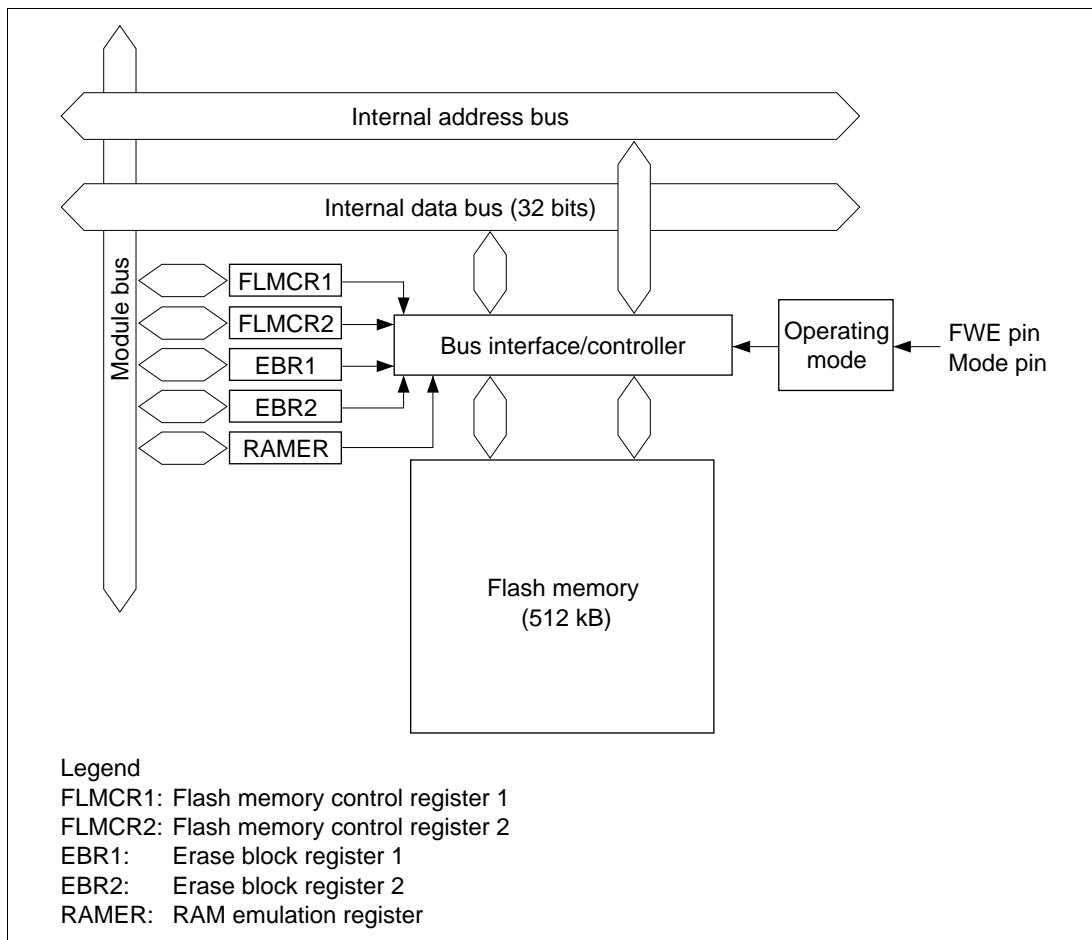 Internal address bus
Internal data bus (32 bits)
Module bus
FLMCR1
FLMCR2
EBR1
EBR2
RAMER
Bus interface/controller
Operating
mode
FWE pin
Mode pin
Flash memory
(512 kB)
Legend
FLMCR1: Flash memory control register 1
FLMCR2: Flash memory control register 2
EBR1: Erase block register 1
EBR2: Erase block register 2
RAMER: RAM emulation register